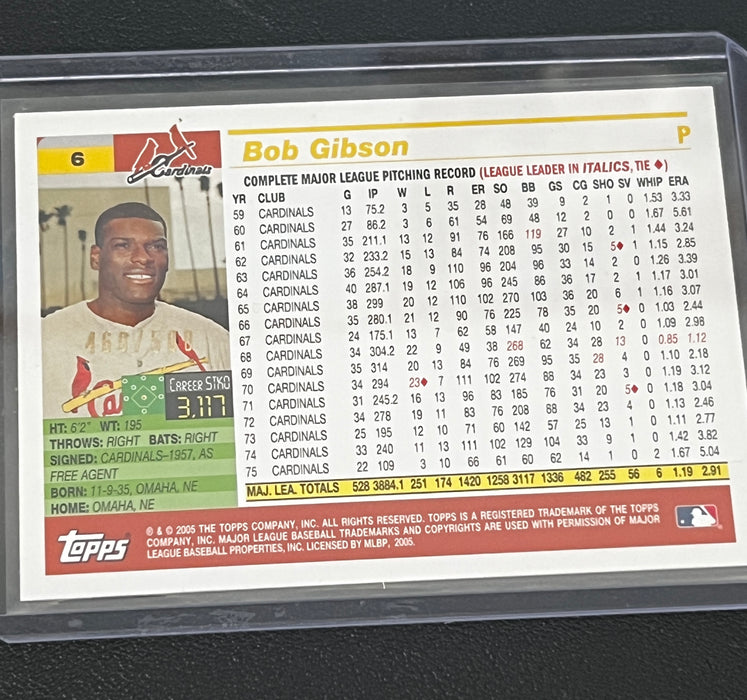 6
Cardinals
Bob Gibson P
COMPLETE MAJOR LEAGUE PITCHING RECORD (LEAGUE LEADER IN ITALICS, TIE ♦)
YR CLUB G IP W L R ER SO BB GS CG SHO SV WHIP ERA
59 CARDINALS 13 75.2 3 5 35 28 48 39 9 2 1 0 1.53 3.33
60 CARDINALS 27 86.2 3 6 61 54 69 48 12 2 0 0 1.67 5.61
61 CARDINALS 35 211.1 13 12 91 76 166 119 27 10 2 1 1.44 3.24
62 CARDINALS 32 233.2 15 13 84 74 208 95 30 15 5♦ 1 1.15 2.85
63 CARDINALS 36 254.2 18 9 110 96 204 96 33 14 2 0 1.26 3.39
64 CARDINALS 40 287.1 19 12 106 96 245 86 36 17 2 1 1.17 3.01
65 CARDINALS 38 299 20 12 110 102 270 103 36 20 6 1 1.16 3.07
66 CARDINALS 35 280.1 21 12 90 76 225 78 35 20 5♦ 0 1.03 2.44
67 CARDINALS 24 175.1 13 7 62 58 147 40 24 10 2 0 1.09 2.98
68 CARDINALS 34 304.2 22 9 49 38 268 62 34 28 13 0 0.85 1.12
69 CARDINALS 35 314 20 13 84 76 269 95 35 28 4 0 1.10 2.18
70 CARDINALS 34 294 23♦ 7 111 102 274 88 34 23 3 0 1.19 3.12
71 CARDINALS 31 245.2 16 13 96 83 185 76 31 20 5♦ 0 1.18 3.04
72 CARDINALS 34 278 19 11 83 76 208 88 34 23 4 0 1.13 2.46
73 CARDINALS 25 195 12 10 71 60 142 57 25 13 1 0 1.11 2.77
74 CARDINALS 33 240 11 13 111 102 129 104 33 9 1 0 1.42 3.82
75 CARDINALS 22 109 3 10 66 61 60 62 14 1 0 2 1.67 5.04
MAJ. LEA. TOTALS 528 3884.1 251 174 1420 1258 3117 1336 482 255 56 6 1.19 2.91
460/500
CAREER STKO
3,117
HT: 6'2" WT: 195
THROWS: RIGHT BATS: RIGHT
SIGNED: CARDINALS-1957, AS
FREE AGENT
BORN: 11-9-35, OMAHA, NE
HOME: OMAHA, NE
Topps
® & © 2005 THE TOPPS COMPANY, INC. ALL RIGHTS RESERVED. TOPPS IS A REGISTERED TRADEMARK OF THE TOPPS
COMPANY, INC. MAJOR LEAGUE BASEBALL TRADEMARKS AND COPYRIGHTS ARE USED WITH PERMISSION OF MAJOR
LEAGUE BASEBALL PROPERTIES, INC. LICENSED BY MLBP, 2005.